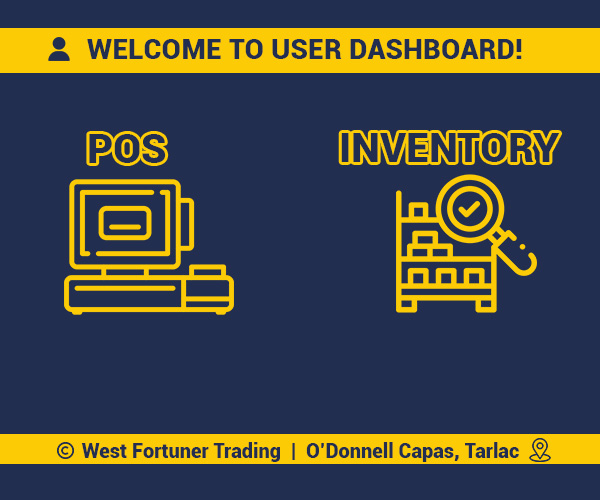 WELCOME TO USER DASHBOARD!
POS
INVENTORY
© West Fortuner Trading | O'Donnell Capas, Tarlac